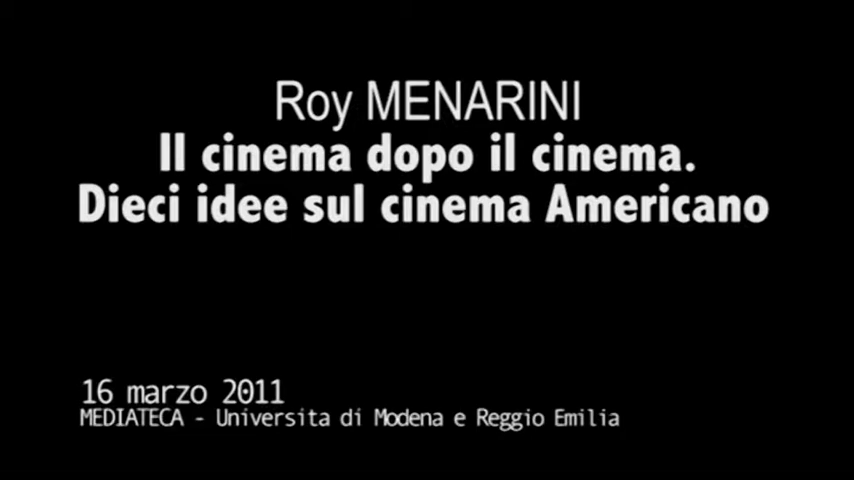 Roy MENARINI
Il cinema dopo il cinema.
Dieci idee sul cinema Americano
16 marzo 2011
MEDIATECA - Universita di Modena e Reggio Emilia